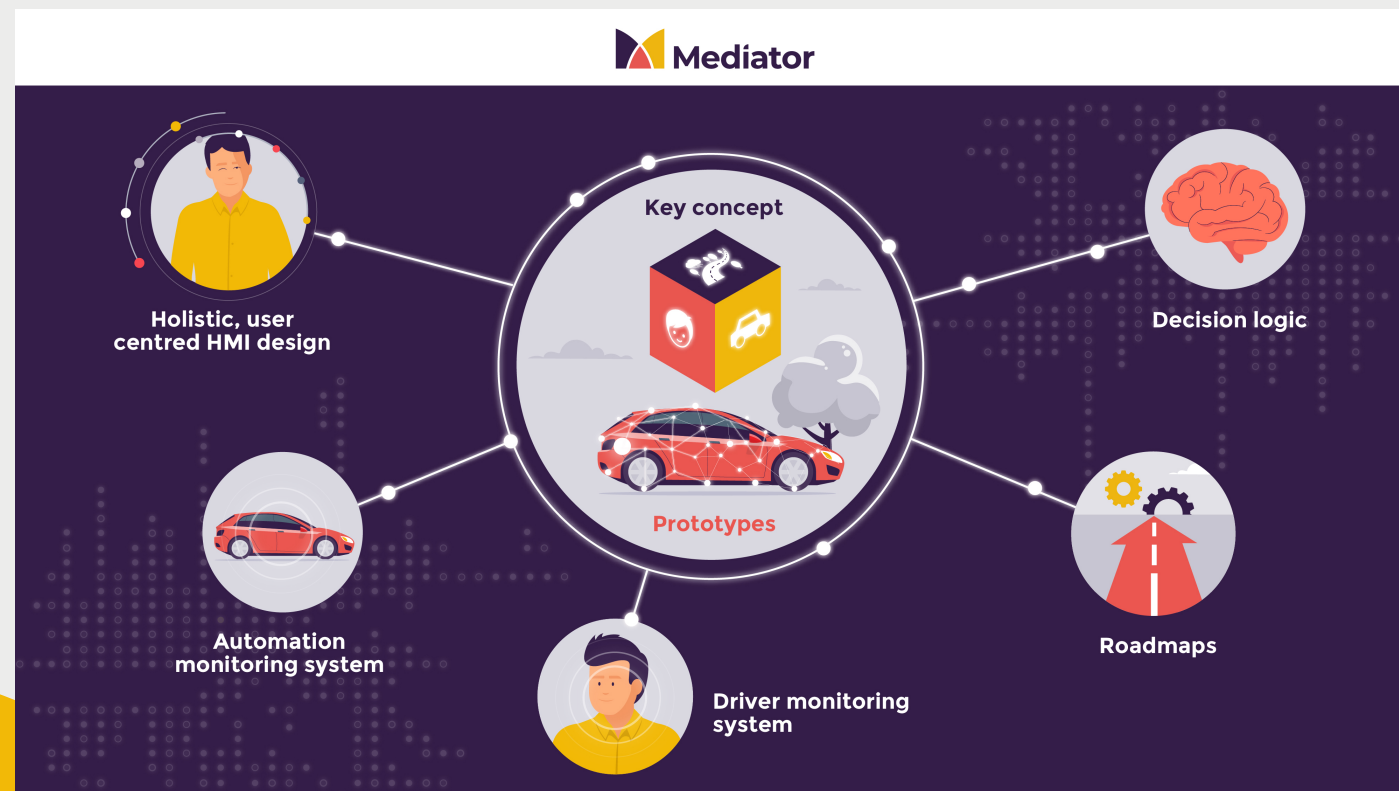 Mediator
Key concept
Prototypes
Holistic, user
centred HMI design
Decision logic
Automation
monitoring system
Roadmaps
Driver monitoring
system